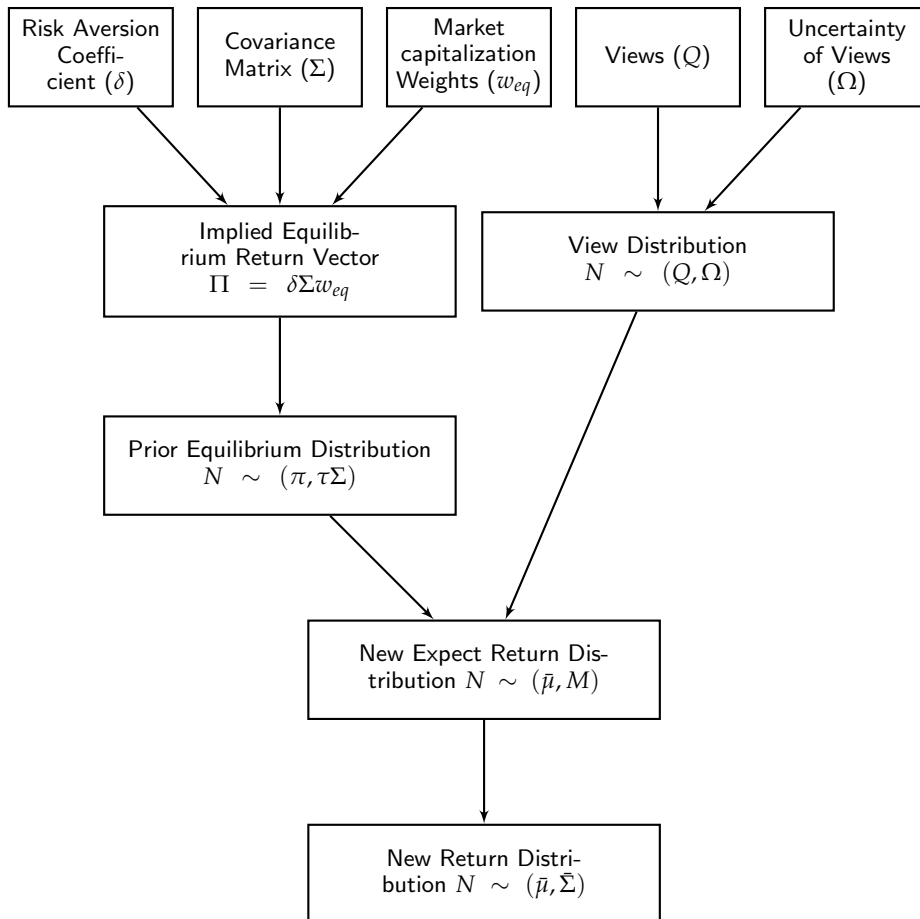 Risk Aversion
Coeffi-
cient (δ)
Covariance
Matrix (Σ)
Market
capitalization
Weights (w_eq)
Views (Q)
Uncertainty
of Views
(Ω)
Implied Equilib-
rium Return Vector
Π = δΣw_eq
View Distribution
N ∼ (Q, Ω)
Prior Equilibrium Distribution
N ∼ (π, τΣ)
New Expect Return Dis-
tribution N ∼ (μ̄, M)
New Return Distri-
bution N ∼ (μ̄, Σ̄)